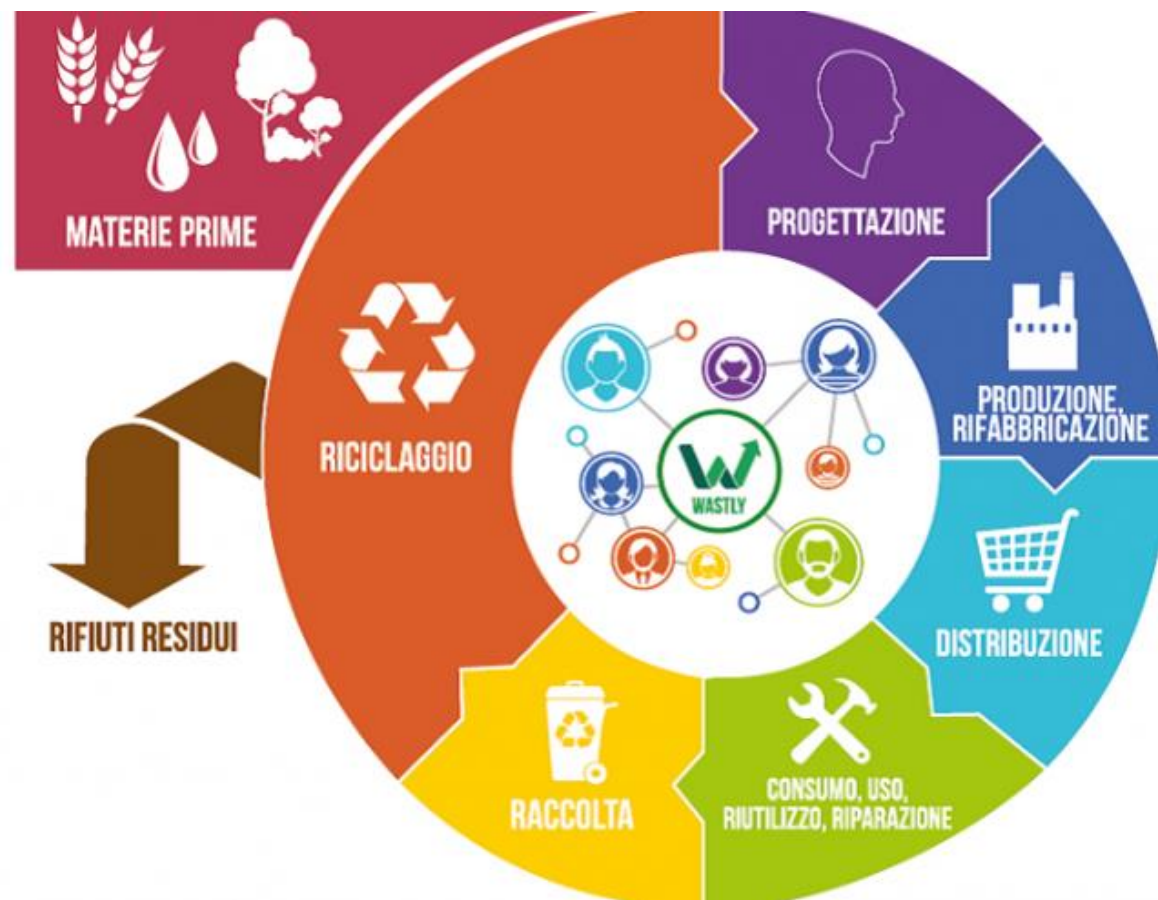 MATERIE PRIME
PROGETTAZIONE
PRODUZIONE,
RIFABBRICAZIONE
DISTRIBUZIONE
CONSUMO, USO,
RIUTILIZZO, RIPARAZIONE
RACCOLTA
RICICLAGGIO
RIFIUTI RESIDUI
W
WASTLY